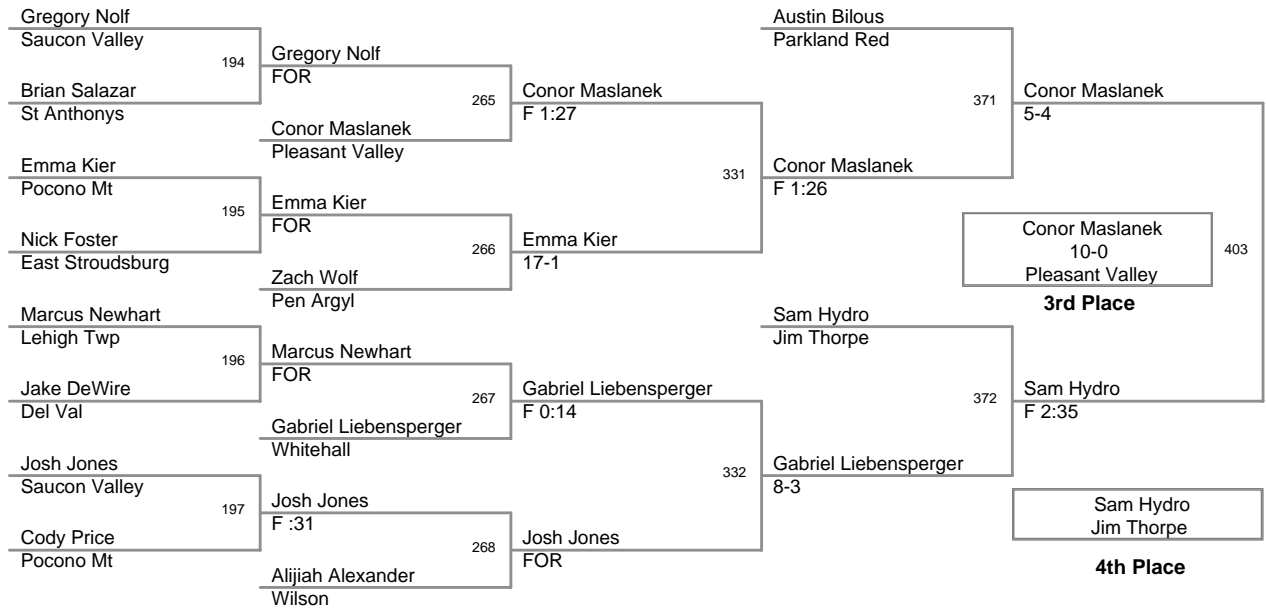 Gregory Nolf
Saucon Valley
194
Brian Salazar
St Anthonys
Emma Kier
Pocono Mt
195
Nick Foster
East Stroudsburg
Marcus Newhart
Lehigh Twp
196
Jake DeWire
Del Val
Josh Jones
Saucon Valley
197
Cody Price
Pocono Mt
Gregory Nolf
FOR
265
Conor Maslanek
Pleasant Valley
Emma Kier
FOR
266
Zach Wolf
Pen Argyl
Marcus Newhart
FOR
267
Gabriel Liebensperger
Whitehall
Josh Jones
F :31
268
Alijiah Alexander
Wilson
Conor Maslanek
F 1:27
331
Emma Kier
17-1
Gabriel Liebensperger
F 0:14
332
Josh Jones
FOR
Austin Bilous
Parkland Red
371
Conor Maslanek
F 1:26
Sam Hydro
Jim Thorpe
372
Gabriel Liebensperger
8-3
Conor Maslanek
5-4
403
Sam Hydro
F 2:35
Conor Maslanek
10-0
Pleasant Valley
3rd Place
Sam Hydro
Jim Thorpe
4th Place